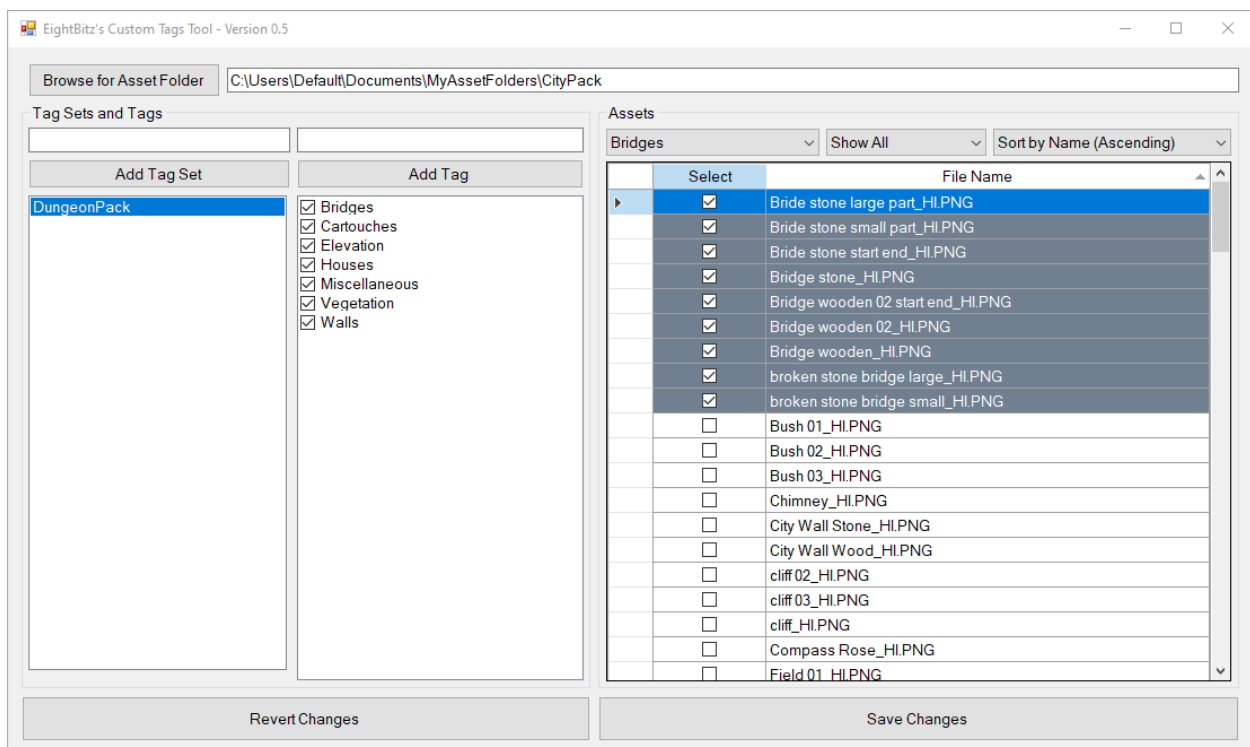 EightBitz's Custom Tags Tool - Version 0.5
Browse for Asset Folder
C:\Users\Default\Documents\MyAssetFolders\CityPack
Tag Sets and Tags
Add Tag Set
Add Tag
DungeonPack
Bridges
Cartouches
Elevation
Houses
Miscellaneous
Vegetation
Walls
Assets
Bridges
Show All
Sort by Name (Ascending)
Select
File Name
Bride stone large part_HI.PNG
Bride stone small part_HI.PNG
Bride stone start end_HI.PNG
Bridge stone_HI.PNG
Bridge wooden 02 start end_HI.PNG
Bridge wooden 02_HI.PNG
Bridge wooden_HI.PNG
broken stone bridge large_HI.PNG
broken stone bridge small_HI.PNG
Bush 01_HI.PNG
Bush 02_HI.PNG
Bush 03_HI.PNG
Chimney_HI.PNG
City Wall Stone_HI.PNG
City Wall Wood_HI.PNG
cliff 02_HI.PNG
cliff 03_HI.PNG
cliff_HI.PNG
Compass Rose_HI.PNG
Field 01_HI.PNG
Revert Changes
Save Changes